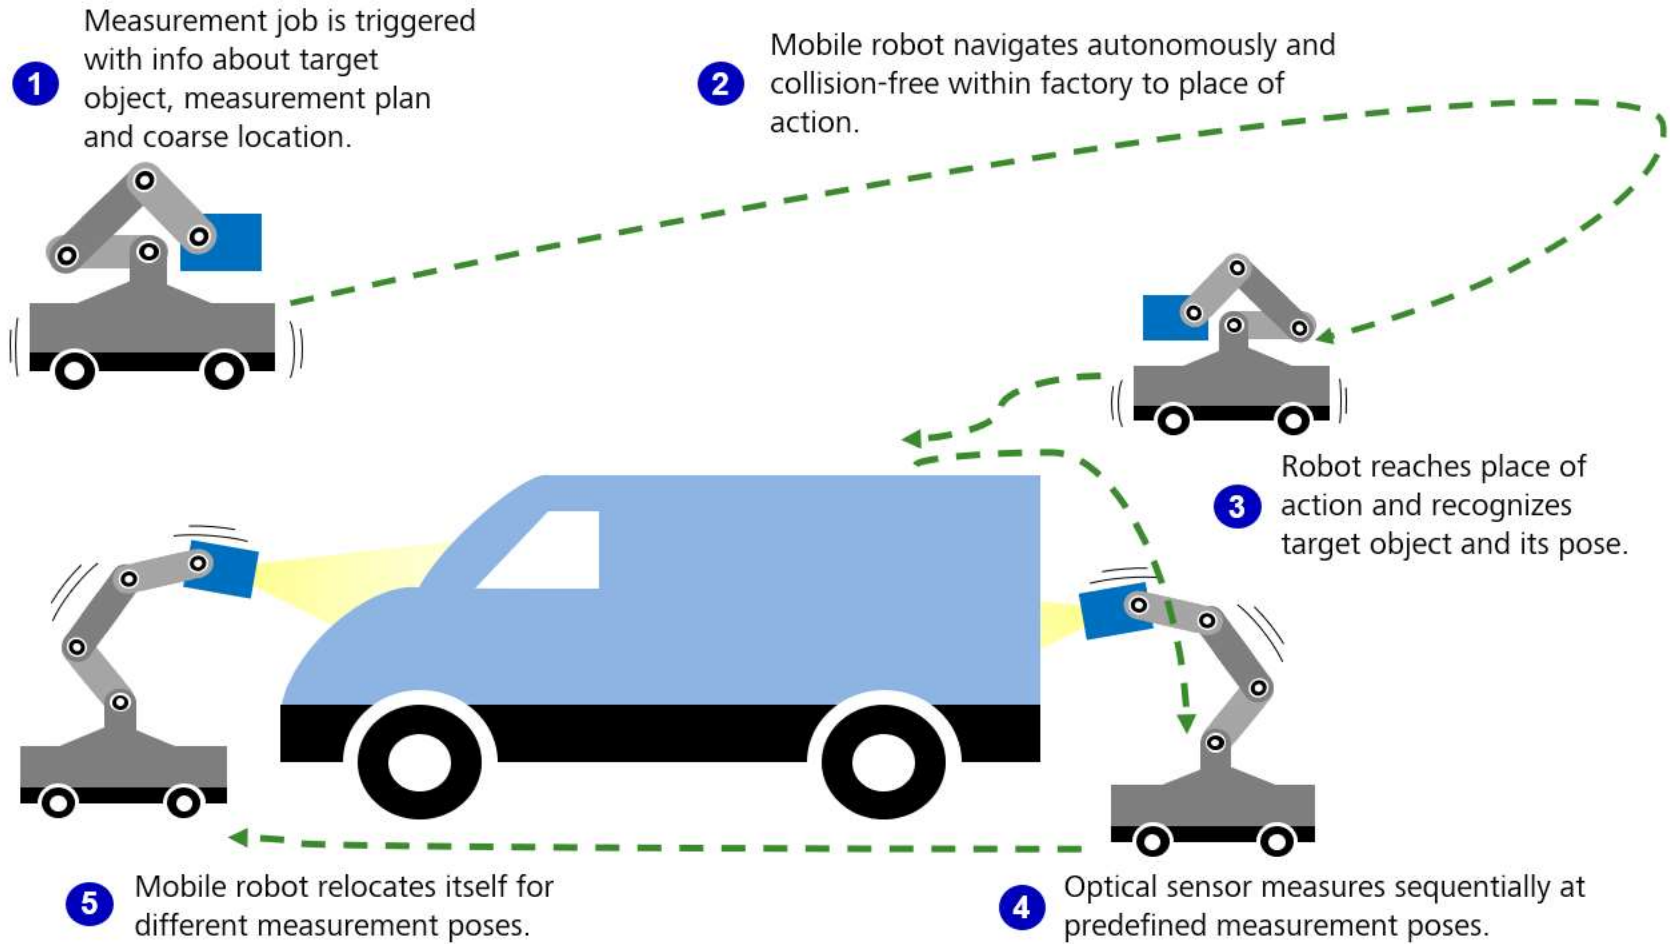 1
Measurement job is triggered
with info about target
object, measurement plan
and coarse location.
2
Mobile robot navigates autonomously and
collision-free within factory to place of
action.
3
Robot reaches place of
action and recognizes
target object and its pose.
4
Optical sensor measures sequentially at
predefined measurement poses.
5
Mobile robot relocates itself for
different measurement poses.